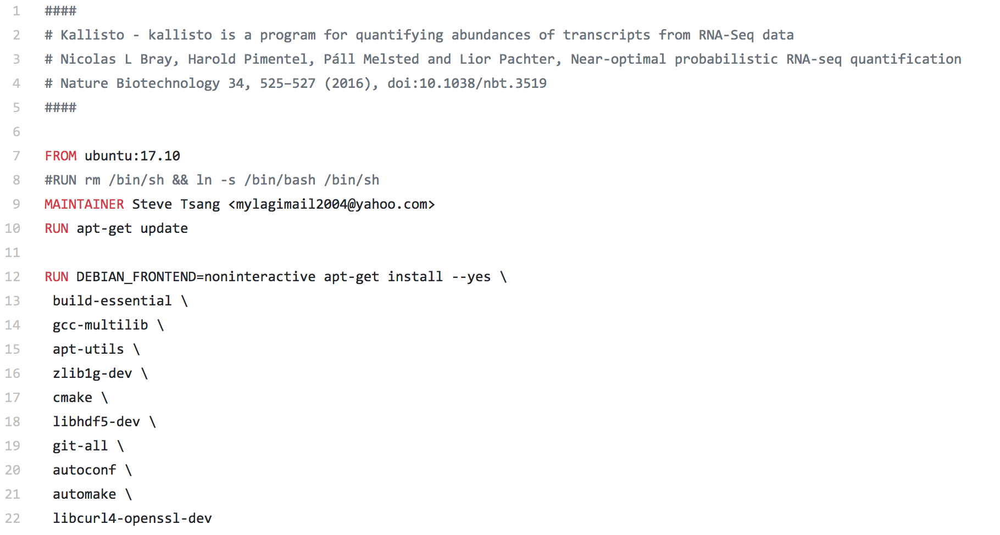 1 ####
2 # Kallisto - kallisto is a program for quantifying abundances of transcripts from RNA-Seq data
3 # Nicolas L Bray, Harold Pimentel, Páll Melsted and Lior Pachter, Near-optimal probabilistic RNA-seq quantification
4 # Nature Biotechnology 34, 525–527 (2016), doi:10.1038/nbt.3519
5 ####
6
7 FROM ubuntu:17.10
8 #RUN rm /bin/sh && ln -s /bin/bash /bin/sh
9 MAINTAINER Steve Tsang <mylagimail2004@yahoo.com>
10 RUN apt-get update
11
12 RUN DEBIAN_FRONTEND=noninteractive apt-get install --yes \
13 build-essential \
14 gcc-multilib \
15 apt-utils \
16 zlib1g-dev \
17 cmake \
18 libhdf5-dev \
19 git-all \
20 autoconf \
21 automake \
22 libcurl4-openssl-dev